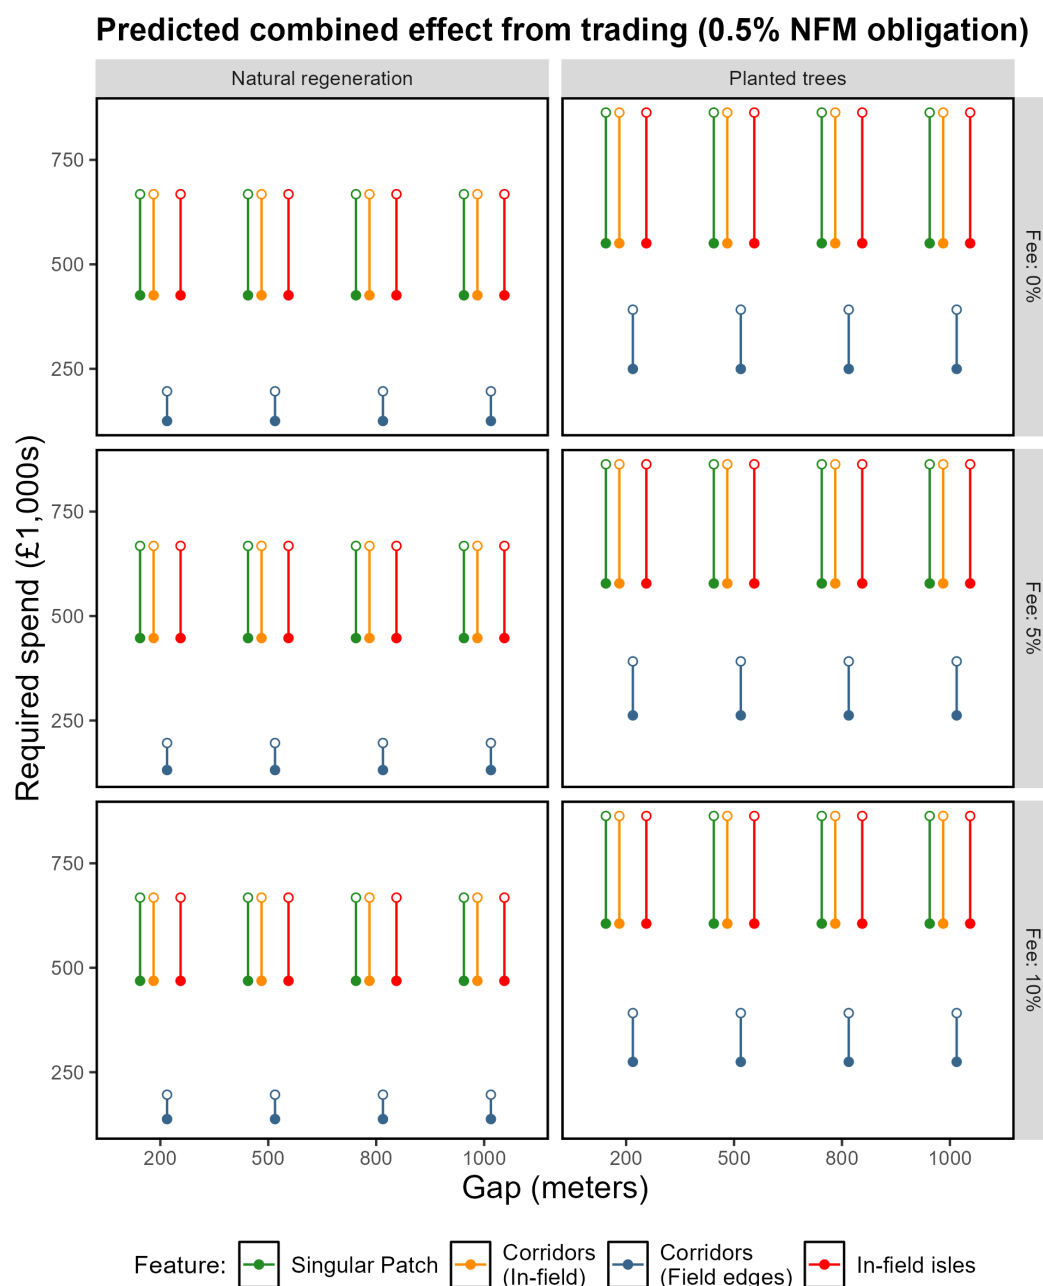 Predicted combined effect from trading (0.5% NFM obligation)
Natural regeneration
Planted trees
750
500
250
Fee: 0%
750
500
250
Fee: 5%
750
500
250
Fee: 10%
Required spend (£1,000s)
200 500 800 1000
200 500 800 1000
Gap (meters)
Feature:
Singular Patch
Corridors
(In-field)
Corridors
(Field edges)
In-field isles